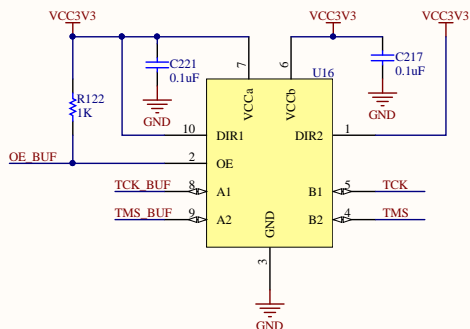 VCC3V3
VCC3V3
VCC3V3
C221
0.1uF
C217
0.1uF
7
6
U16
VCCa
VCCb
R122
1K
GND
GND
10
DIR1
DIR2
1
OE_BUF
2
OE
TCK_BUF
8
A1
B1
5
TCK
TMS_BUF
9
A2
B2
4
TMS
GND
3
GND